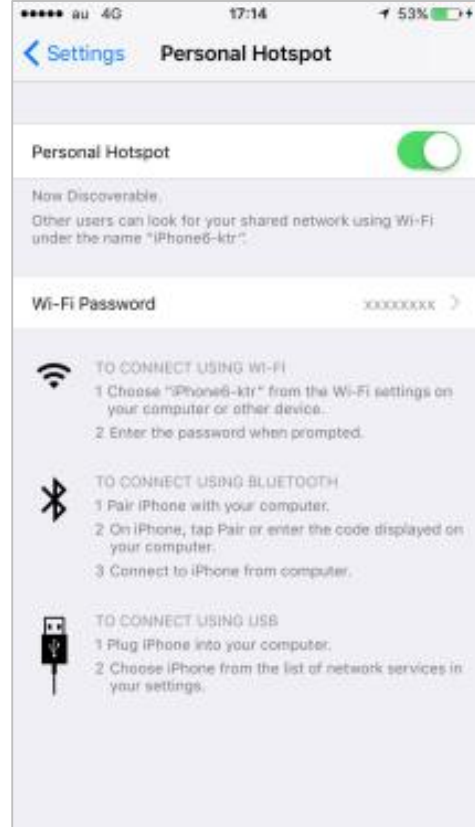 au 4G 17:14 53%
Settings Personal Hotspot
Personal Hotspot
Now Discoverable.
Other users can look for your shared network using Wi-Fi
under the name "iPhone6-ktr".
Wi-Fi Password xxxxxxxx
TO CONNECT USING WI-FI
1 Choose "iPhone6-ktr" from the Wi-Fi settings on
your computer or other device.
2 Enter the password when prompted.
TO CONNECT USING BLUETOOTH
1 Pair iPhone with your computer.
2 On iPhone, tap Pair or enter the code displayed on
your computer.
3 Connect to iPhone from computer.
TO CONNECT USING USB
1 Plug iPhone into your computer.
2 Choose iPhone from the list of network services in
your settings.